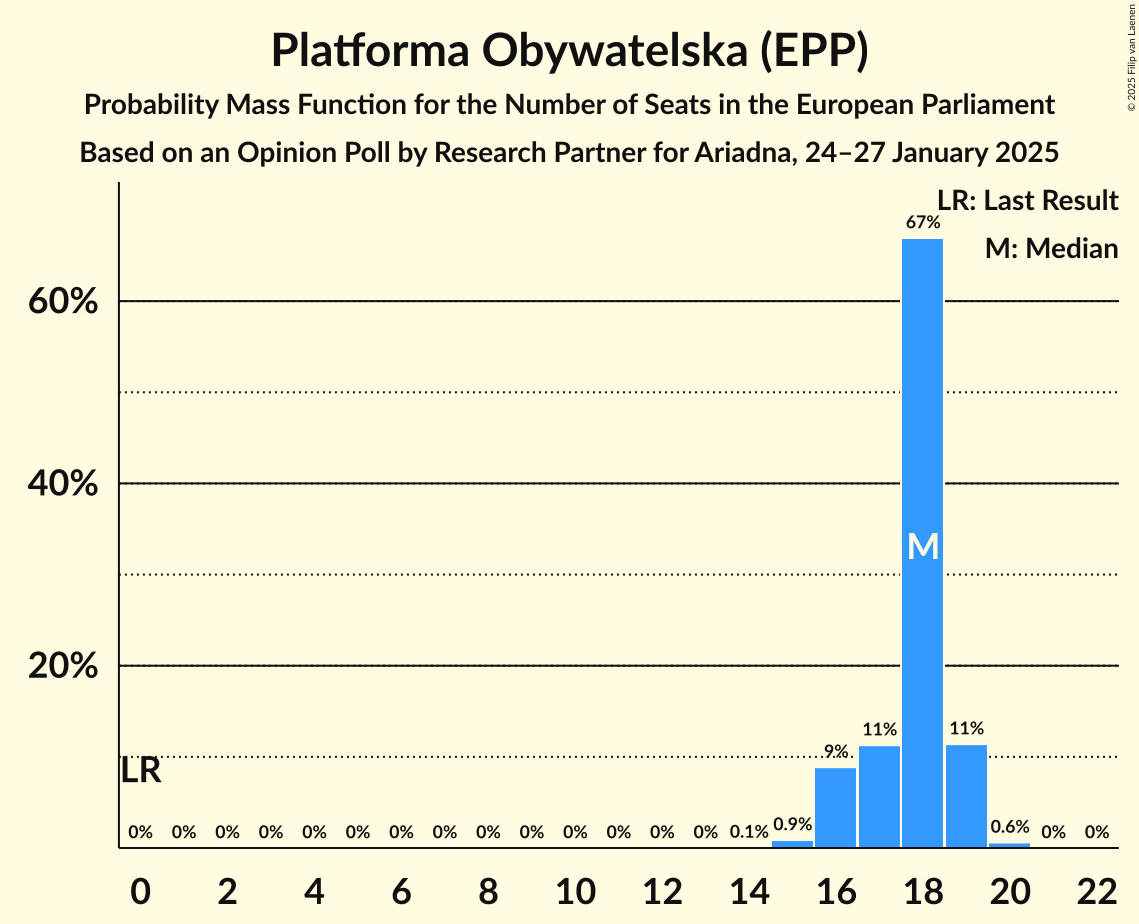 Platforma Obywatelska (EPP)
Probability Mass Function for the Number of Seats in the European Parliament
Based on an Opinion Poll by Research Partner for Ariadna, 24–27 January 2025
© 2025 Filip van Laenen
LR: Last Result
M: Median
60%
40%
20%
67%
M
11%
11%
9%
LR
0% 0% 0% 0% 0% 0% 0% 0% 0% 0% 0% 0% 0% 0% 0.1% 0.9% 0.6% 0% 0%
0 2 4 6 8 10 12 14 16 18 20 22